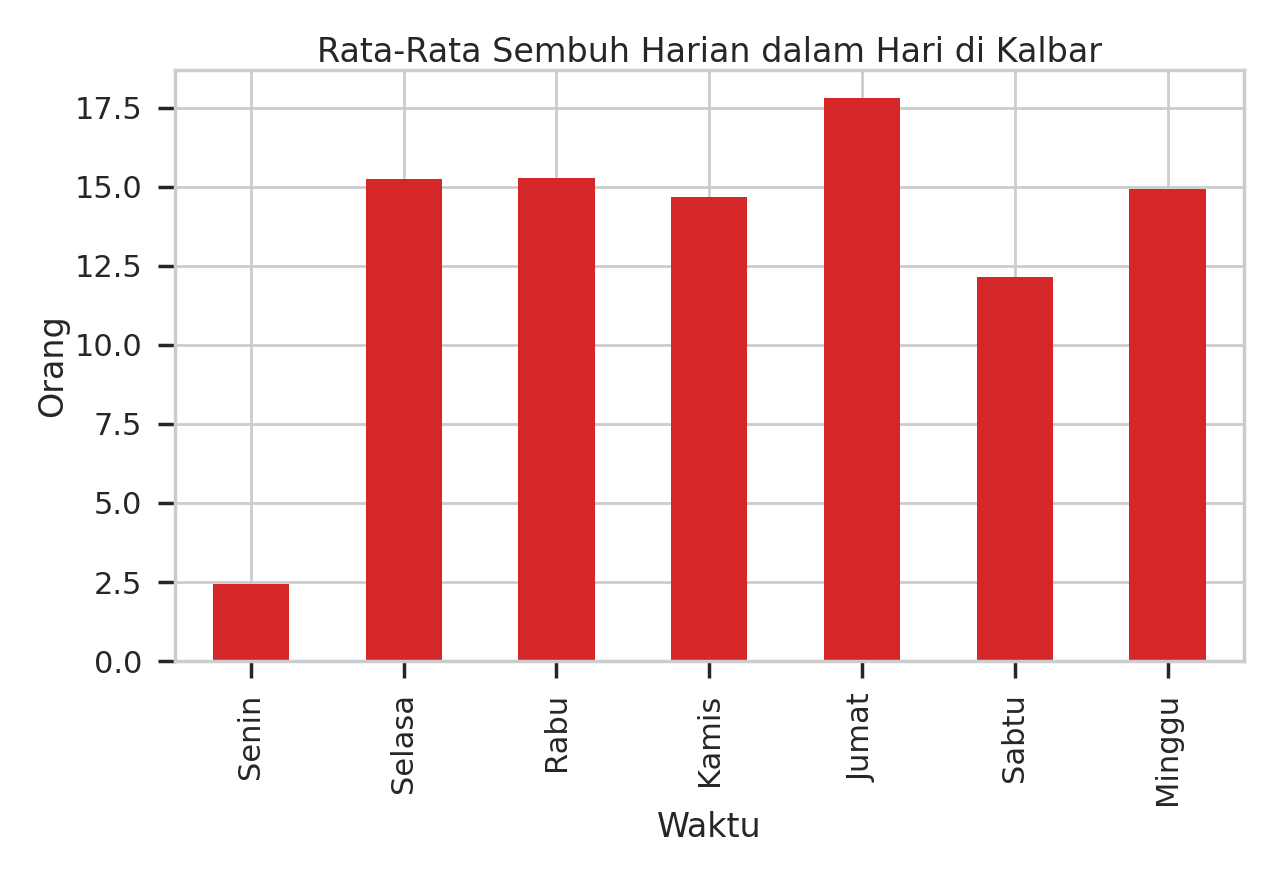 Rata-Rata Sembuh Harian dalam Hari di Kalbar
17.5
15.0
12.5
10.0
7.5
5.0
2.5
0.0
Orang
Senin
Selasa
Rabu
Kamis
Jumat
Sabtu
Minggu
Waktu